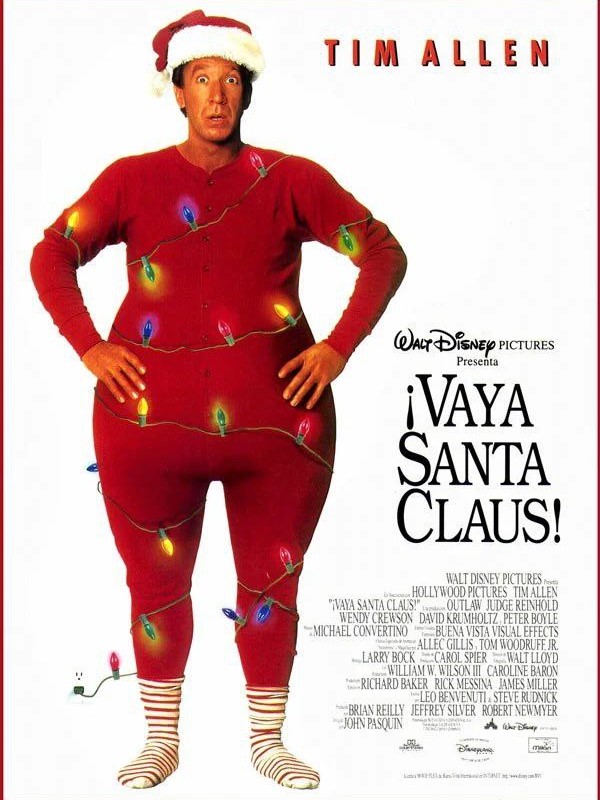 TIM ALLEN
WALT DISNEY PICTURES
Presenta
¡VAYA
SANTA
CLAUS!
WALT DISNEY PICTURES Presenta
HOLLYWOOD PICTURES TIM ALLEN
"¡VAYA SANTA CLAUS!" OUTLAW JUDGE REINHOLD
WENDY CREWSON DAVID KRUMHOLTZ PETER BOYLE
MICHAEL CONVERTINO BUENA VISTA VISUAL EFFECTS
ALLEC GILLIS TOM WOODRUFF, JR.
LARRY BOCK CAROL SPIER WALT LLOYD
WILLIAM W. WILSON III CAROLINE BARON
RICHARD BAKER RICK MESSINA JAMES MILLER
LEO BENVENUTI & STEVE RUDNICK
BRIAN REILLY JEFFREY SILVER ROBERT NEWMYER
JOHN PASQUIN
Walt Disney